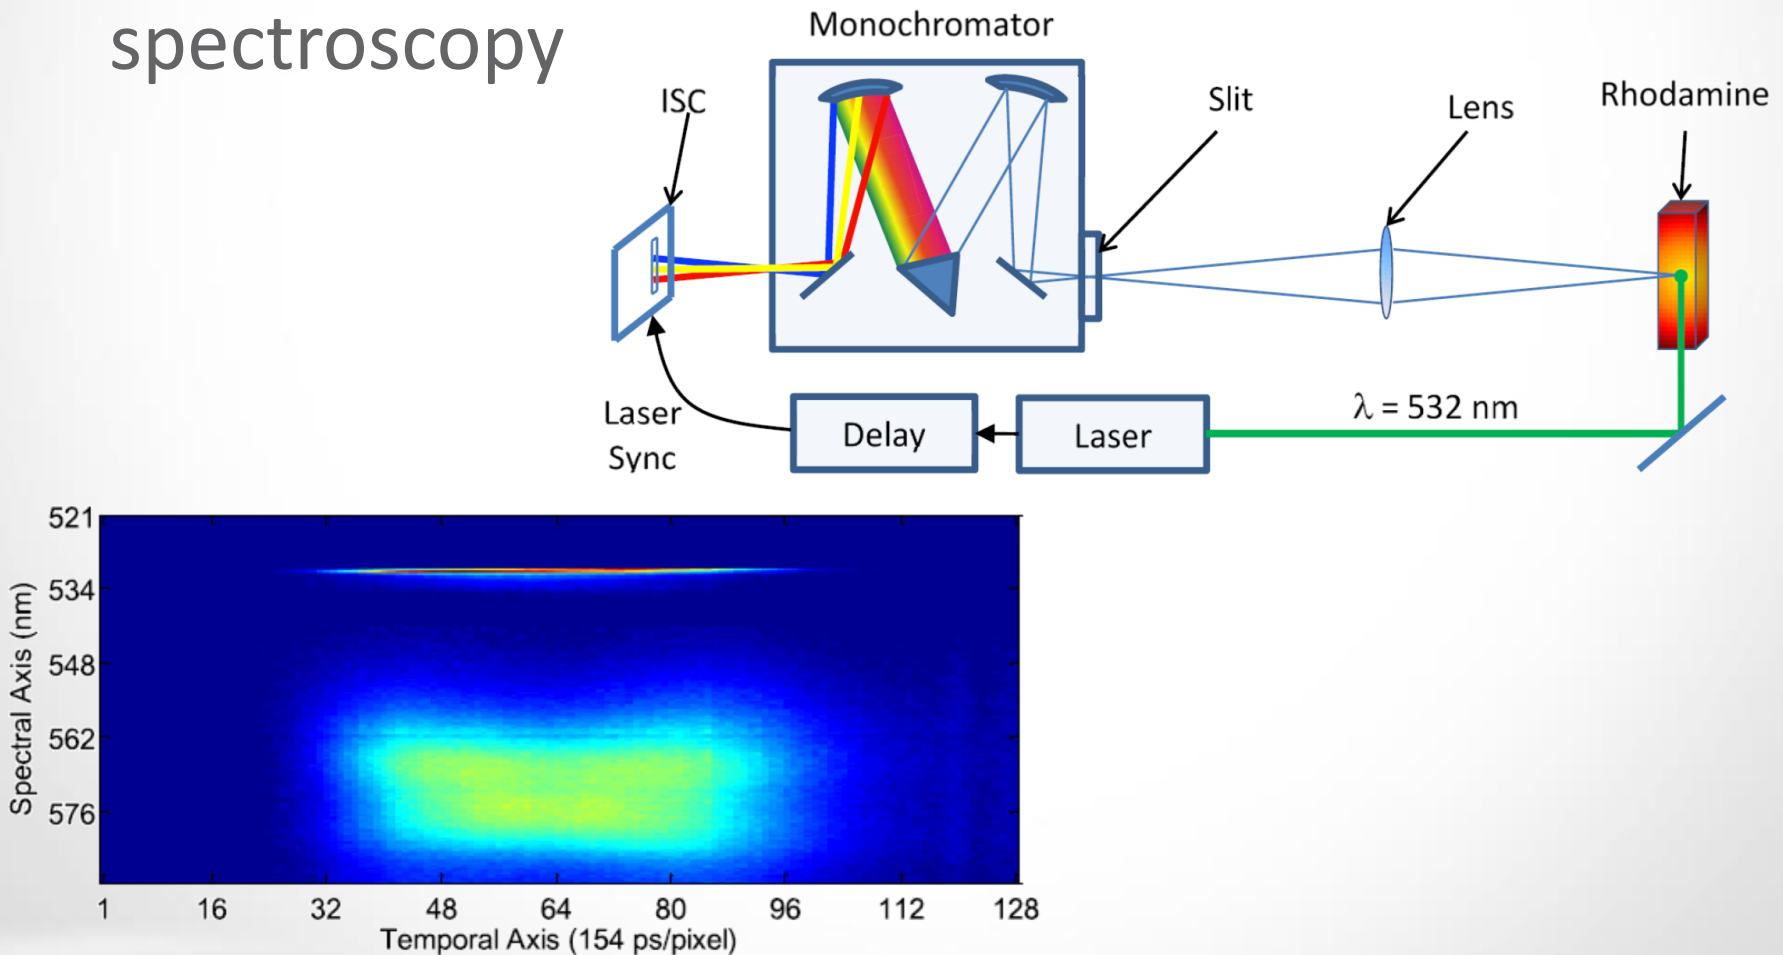 spectroscopy
Monochromator
ISC
Slit
Lens
Rhodamine
Laser
Sync
Delay
Laser
λ = 532 nm
521
534
548
562
576
Spectral Axis (nm)
1 16 32 48 64 80 96 112 128
Temporal Axis (154 ps/pixel)